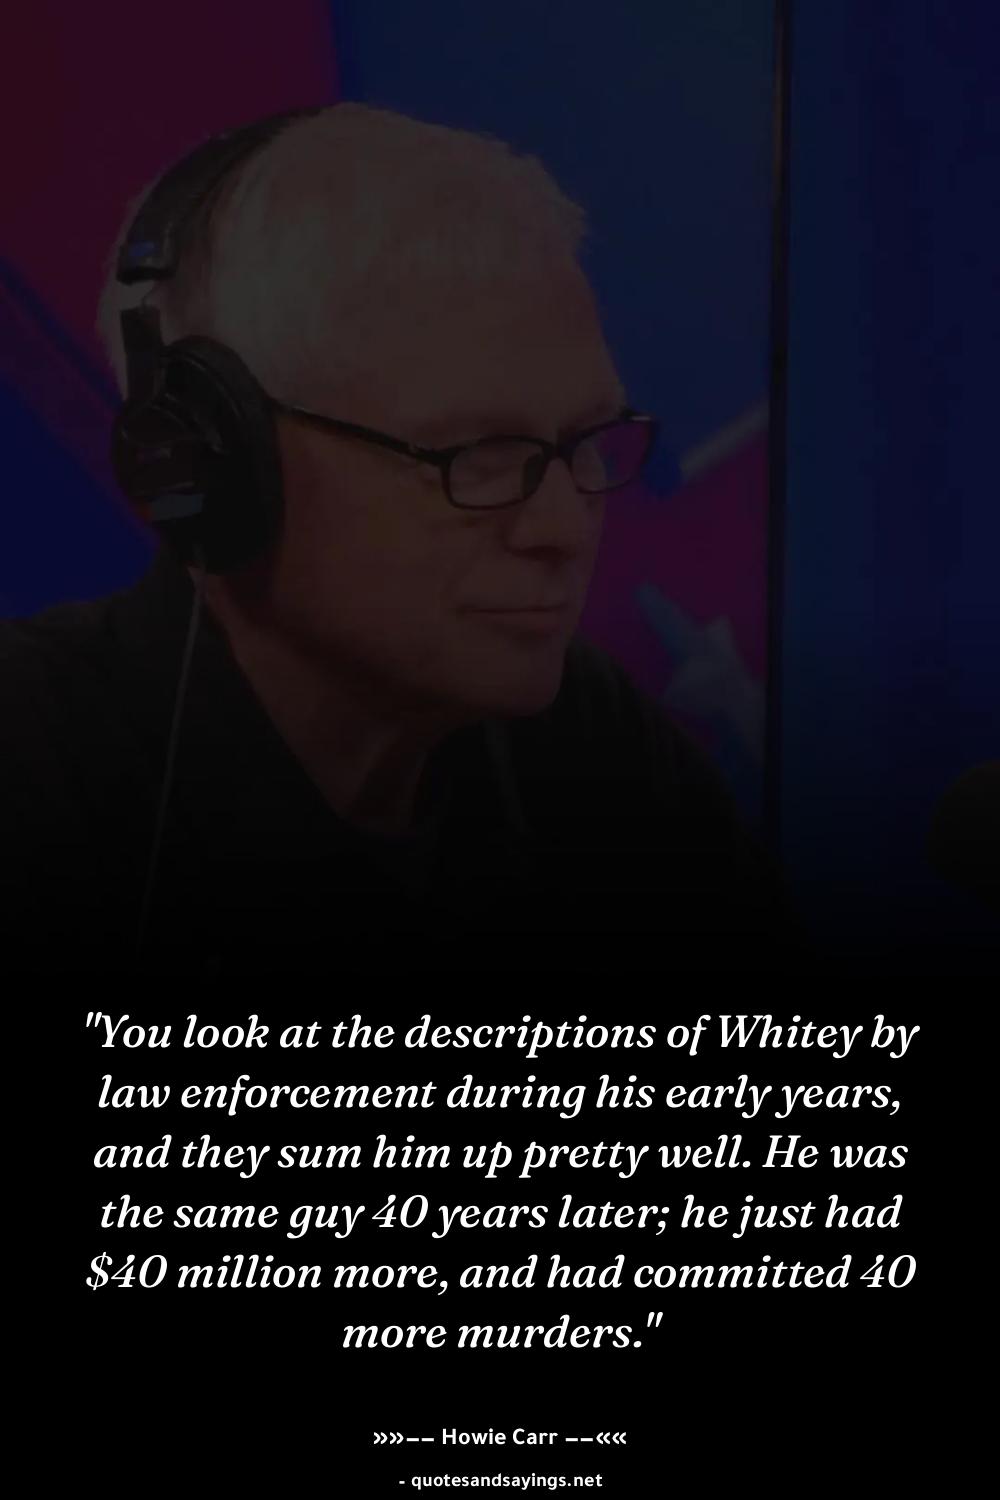 "You look at the descriptions of Whitey by
law enforcement during his early years,
and they sum him up pretty well. He was
the same guy 40 years later; he just had
$40 million more, and had committed 40
more murders."
»»–– Howie Carr ––««
- quotesandsayings.net